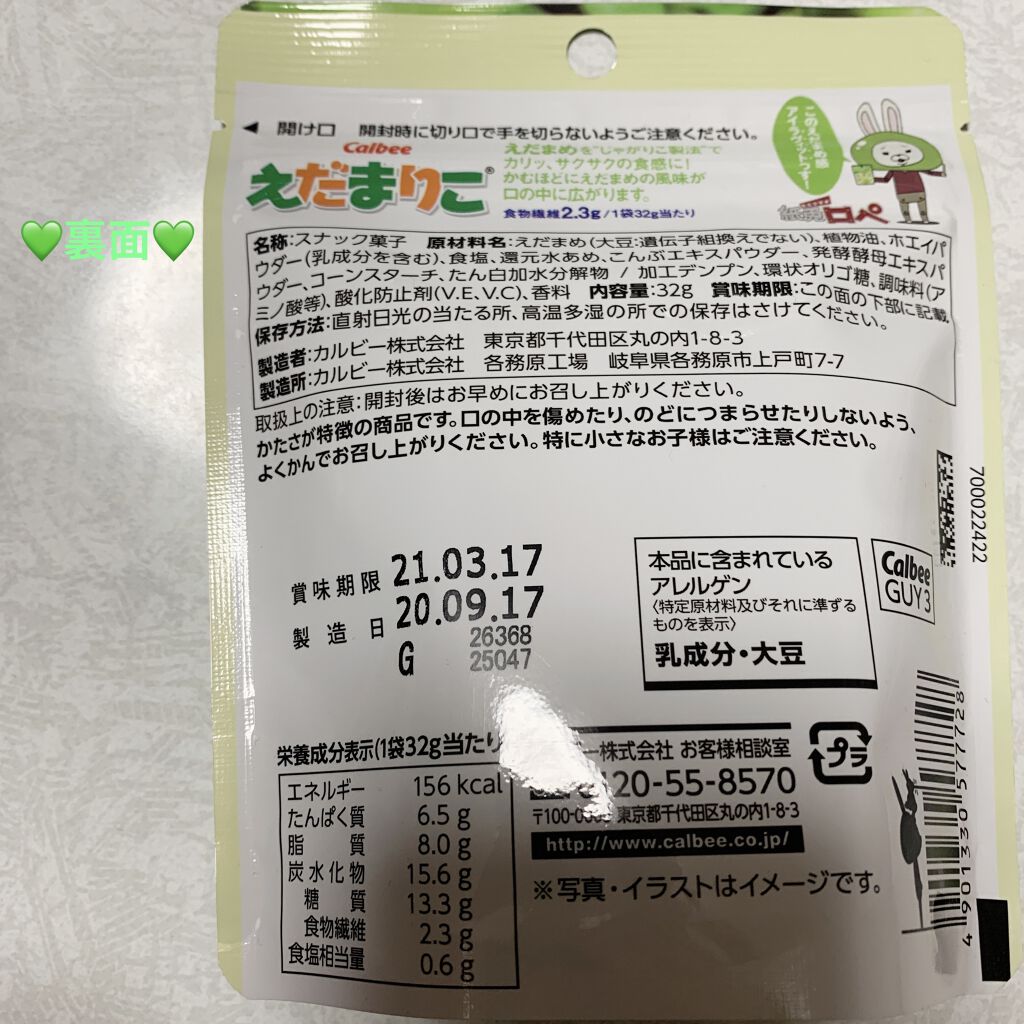 ◀ 開け口 開封時に切り口で手を切らないようご注意ください。
Calbee
えだまりこ®
えだまめを"じゃがりこ製法"で
カリッ、サクサクの食感に!
かむほどにえだまめの風味が
口の中に広がります。
食物繊維2.3g/1袋32g当たり
紙兎ロペ
💚裏面💚
名称:スナック菓子 原材料名:えだまめ(大豆:遺伝子組換えでない)、植物油、ホエイパ
ウダー(乳成分を含む)、食塩、還元水あめ、こんぶエキスパウダー、発酵酵母エキスパ
ウダー、コーンスターチ、たん白加水分解物 / 加工デンプン、環状オリゴ糖、調味料(ア
ミノ酸等)、酸化防止剤(V.E、V.C)、香料 内容量:32g 賞味期限:この面の下部に記載
保存方法:直射日光の当たる所、高温多湿の所での保存はさけてください。
製造者:カルビー株式会社 東京都千代田区丸の内1-8-3
製造所:カルビー株式会社 各務原工場 岐阜県各務原市上戸町7-7
取扱上の注意:開封後はお早めにお召し上がりください。
かたさが特徴の商品です。口の中を傷めたり、のどにつまらせたりしないよう、
よくかんでお召し上がりください。特に小さなお子様はご注意ください。
700022422
賞味期限 21.03.17
製造日 20.09.17
G 26368
25047
本品に含まれている
アレルゲン
〈特定原材料及びそれに準ずる
ものを表示〉
乳成分・大豆
Calbee
GUY3
栄養成分表示(1袋32g当たり
エネルギー 156 kcal
たんぱく質 6.5 g
脂質 8.0 g
炭水化物 15.6 g
糖質 13.3 g
食物繊維 2.3 g
食塩相当量 0.6 g
ー株式会社 お客様相談室
120-55-8570
東京都千代田区丸の内1-8-3
http://www.calbee.co.jp/
※写真・イラストはイメージです。
プラ
4 901330 577728